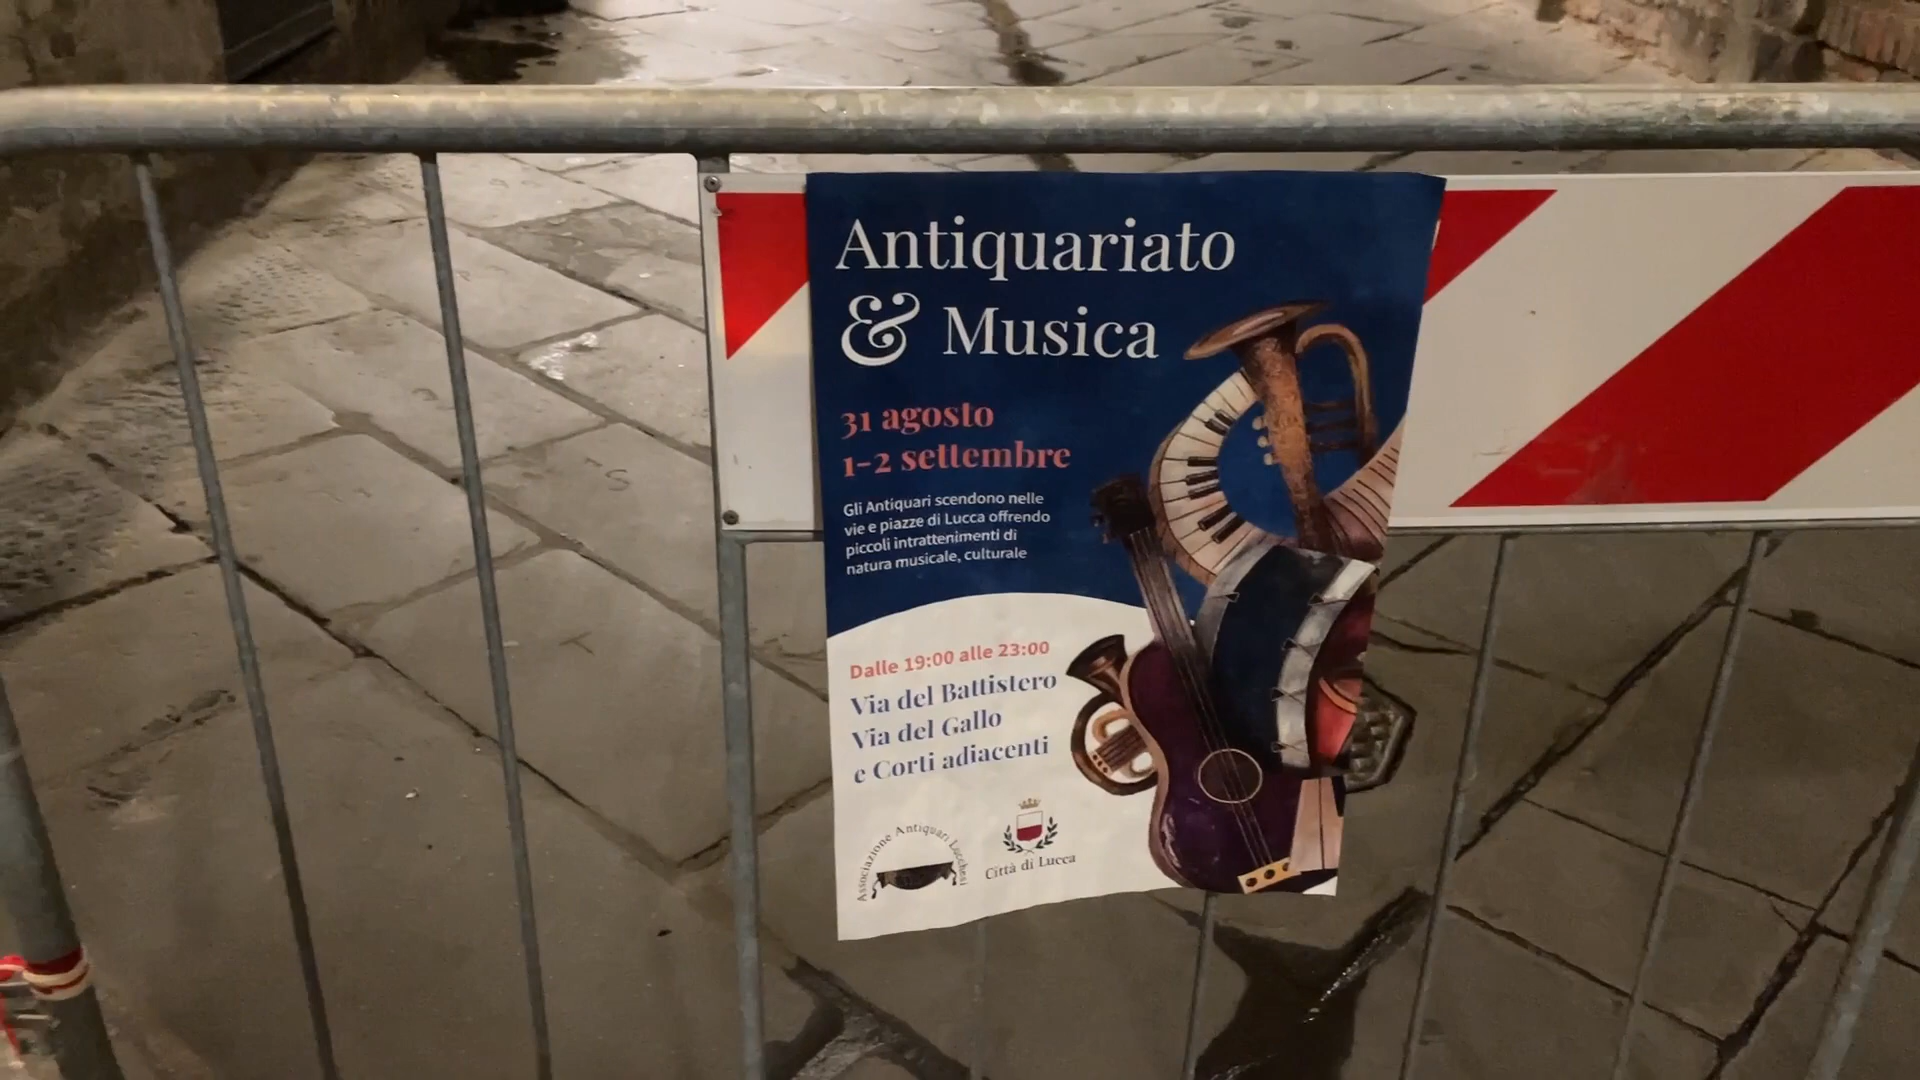 Antiquariato
& Musica
31 agosto
1-2 settembre
Gli Antiquari scendono nelle
vie e piazze di Lucca offrendo
piccoli intrattenimenti di
natura musicale, culturale
Dalle 19:00 alle 23:00
Via del Battistero
Via del Gallo
e Corti adiacenti
Associazione Antiquari Lucchesi
Città di Lucca